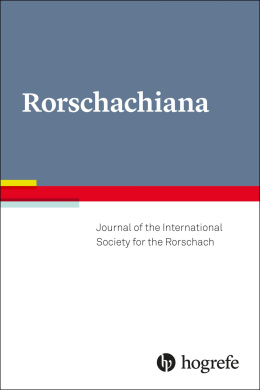 Rorschachiana
Journal of the International
Society for the Rorschach
hogrefe